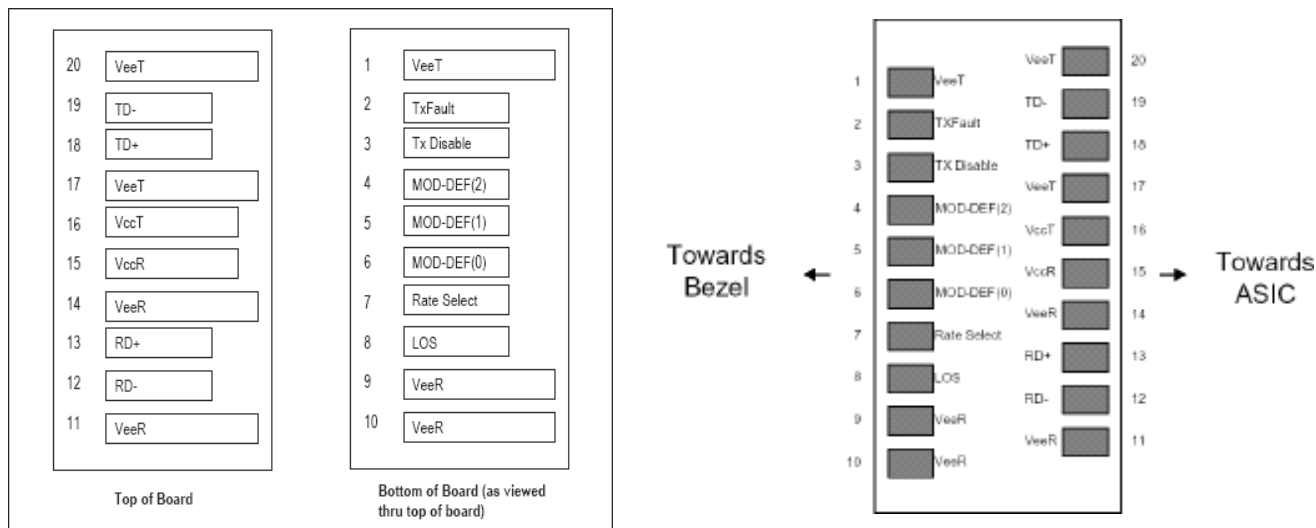 20 VeeT
19 TD-
18 TD+
17 VeeT
16 VccT
15 VccR
14 VeeR
13 RD+
12 RD-
11 VeeR
Top of Board
1 VeeT
2 TxFault
3 Tx Disable
4 MOD-DEF(2)
5 MOD-DEF(1)
6 MOD-DEF(0)
7 Rate Select
8 LOS
9 VeeR
10 VeeR
Bottom of Board (as viewed
thru top of board)
Towards
Bezel
1 VeeT
2 TXFault
3 TX Disable
4 MOD-DEF(2)
5 MOD-DEF(1)
6 MOD-DEF(0)
7 Rate Select
8 LOS
9 VeeR
10 VeeR
VeeT 20
TD- 19
TD+ 18
VeeT 17
VccT 16
VccR 15
VeeR 14
RD+ 13
RD- 12
VeeR 11
Towards
ASIC